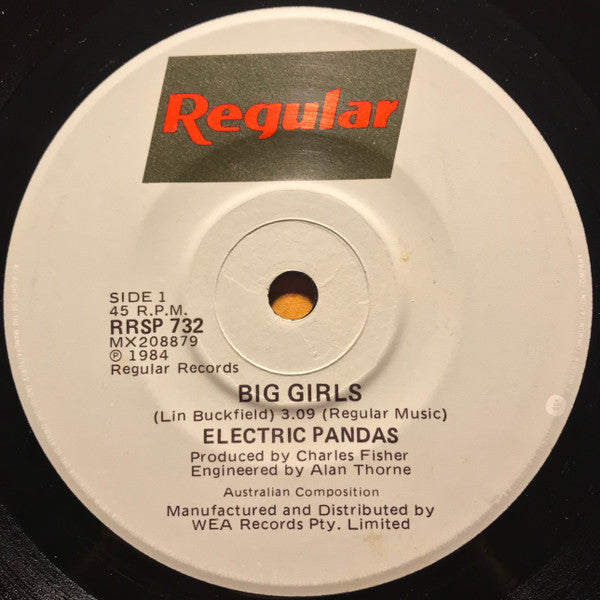 Regular
SIDE 1
45 R.P.M.
RRSP 732
MX208879
Ⓟ 1984
Regular Records
BIG GIRLS
(Lin Buckfield) 3.09 (Regular Music)
ELECTRIC PANDAS
Produced by Charles Fisher
Engineered by Alan Thorne
Australian Composition
Manufactured and Distributed by
WEA Records Pty. Limited